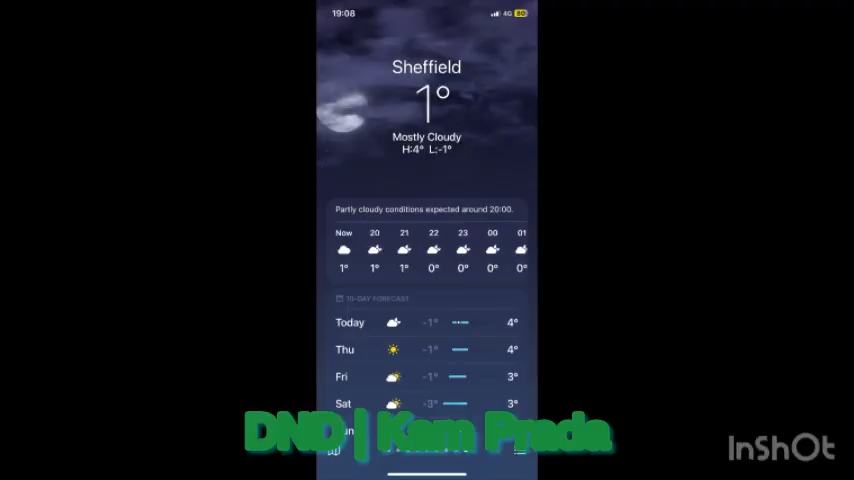 19:08
4G 80
Sheffield
1°
Mostly Cloudy
H:4° L:-1°
Partly cloudy conditions expected around 20:00.
Now 20 21 22 23 00 01
1° 1° 1° 0° 0° 0° 0°
10-DAY FORECAST
Today -1° 4°
Thu -1° 4°
Fri -1° 3°
Sat -3° 3°
DND | Kam Prada
InShOt